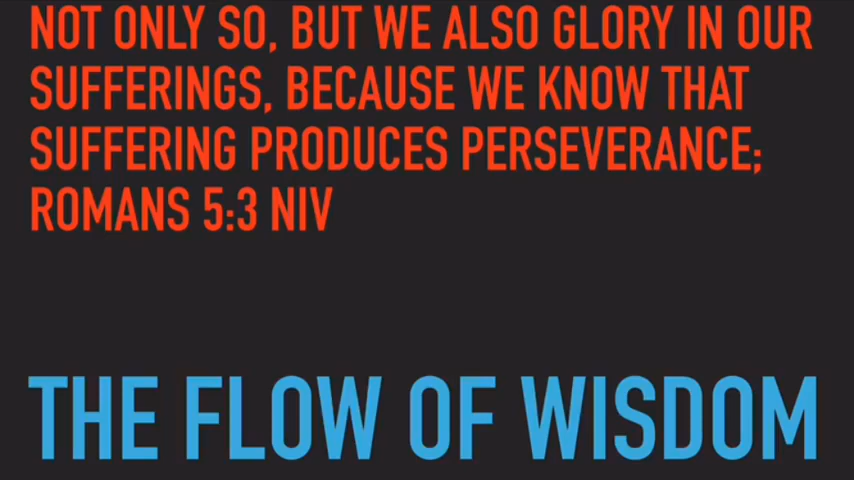 NOT ONLY SO, BUT WE ALSO GLORY IN OUR
SUFFERINGS, BECAUSE WE KNOW THAT
SUFFERING PRODUCES PERSEVERANCE;
ROMANS 5:3 NIV
THE FLOW OF WISDOM